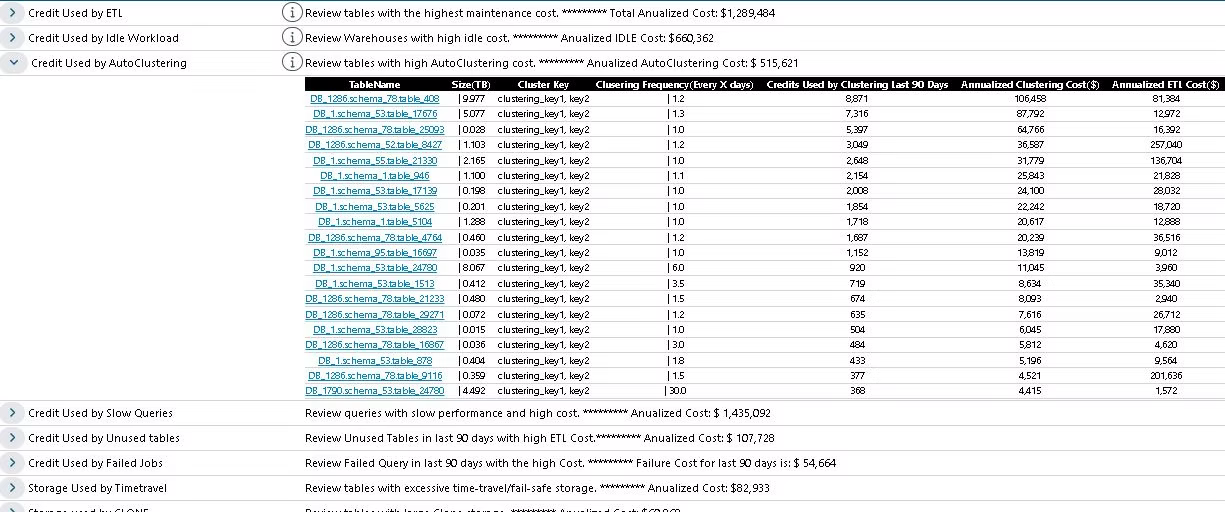 Credit Used by ETL Review tables with the highest maintenance cost. ********* Total Anualized Cost: $1,289,484
Credit Used by Idle Workload Review Warehouses with high idle cost. ********* Anualized IDLE Cost: $660,362
Credit Used by AutoClustering Review tables with high AutoClustering cost. ********* Anualized AutoClustering Cost: $ 515,621
TableName Size(TB) Cluster Key Clusering Frequency(Every X days) Credits Used by Clustering Last 90 Days Annualized Clustering Cost($) Annualized ETL Cost($)
DB_1286.schema_78.table_408 | 9.977 clustering_key1, key2 | 1.2 8,871 106,458 81,384
DB_1.schema_53.table_17676 | 5.077 clustering_key1, key2 | 1.3 7,316 87,792 12,972
DB_1286.schema_78.table_25093 | 0.028 clustering_key1, key2 | 1.0 5,397 64,766 16,392
DB_1286.schema_52.table_8427 | 1.103 clustering_key1, key2 | 1.2 3,049 36,587 257,040
DB_1.schema_55.table_21330 | 2.165 clustering_key1, key2 | 1.0 2,648 31,779 136,704
DB_1.schema_1.table_946 | 1.100 clustering_key1, key2 | 1.1 2,154 25,843 21,828
DB_1.schema_53.table_17139 | 0.198 clustering_key1, key2 | 1.0 2,008 24,100 28,032
DB_1.schema_53.table_5625 | 0.201 clustering_key1, key2 | 1.0 1,854 22,242 18,720
DB_1.schema_1.table_5104 | 1.288 clustering_key1, key2 | 1.0 1,718 20,617 12,888
DB_1286.schema_78.table_4764 | 0.460 clustering_key1, key2 | 1.2 1,687 20,239 36,516
DB_1.schema_95.table_16697 | 0.035 clustering_key1, key2 | 1.0 1,152 13,819 9,012
DB_1.schema_53.table_24780 | 8.067 clustering_key1, key2 | 6.0 920 11,045 3,960
DB_1.schema_53.table_1513 | 0.412 clustering_key1, key2 | 3.5 719 8,634 35,340
DB_1286.schema_78.table_21233 | 0.480 clustering_key1, key2 | 1.5 674 8,093 2,940
DB_1286.schema_78.table_29271 | 0.072 clustering_key1, key2 | 1.2 635 7,616 26,712
DB_1.schema_53.table_28823 | 0.015 clustering_key1, key2 | 1.0 504 6,045 17,880
DB_1286.schema_78.table_16867 | 0.036 clustering_key1, key2 | 3.0 484 5,812 4,620
DB_1.schema_53.table_878 | 0.404 clustering_key1, key2 | 1.8 433 5,196 9,564
DB_1286.schema_78.table_9116 | 0.359 clustering_key1, key2 | 1.5 377 4,521 201,636
DB_1790.schema_53.table_24780 | 4.492 clustering_key1, key2 | 30.0 368 4,415 1,572
Credit Used by Slow Queries Review queries with slow performance and high cost. ********* Anualized Cost: $ 1,435,092
Credit Used by Unused tables Review Unused Tables in last 90 days with high ETL Cost.********* Anualized Cost: $ 107,728
Credit Used by Failed Jobs Review Failed Query in last 90 days with the high Cost. ********* Failure Cost for last 90 days is: $ 54,664
Storage Used by Timetravel Review tables with excessive time-travel/fail-safe storage. ********* Anualized Cost: $82,933